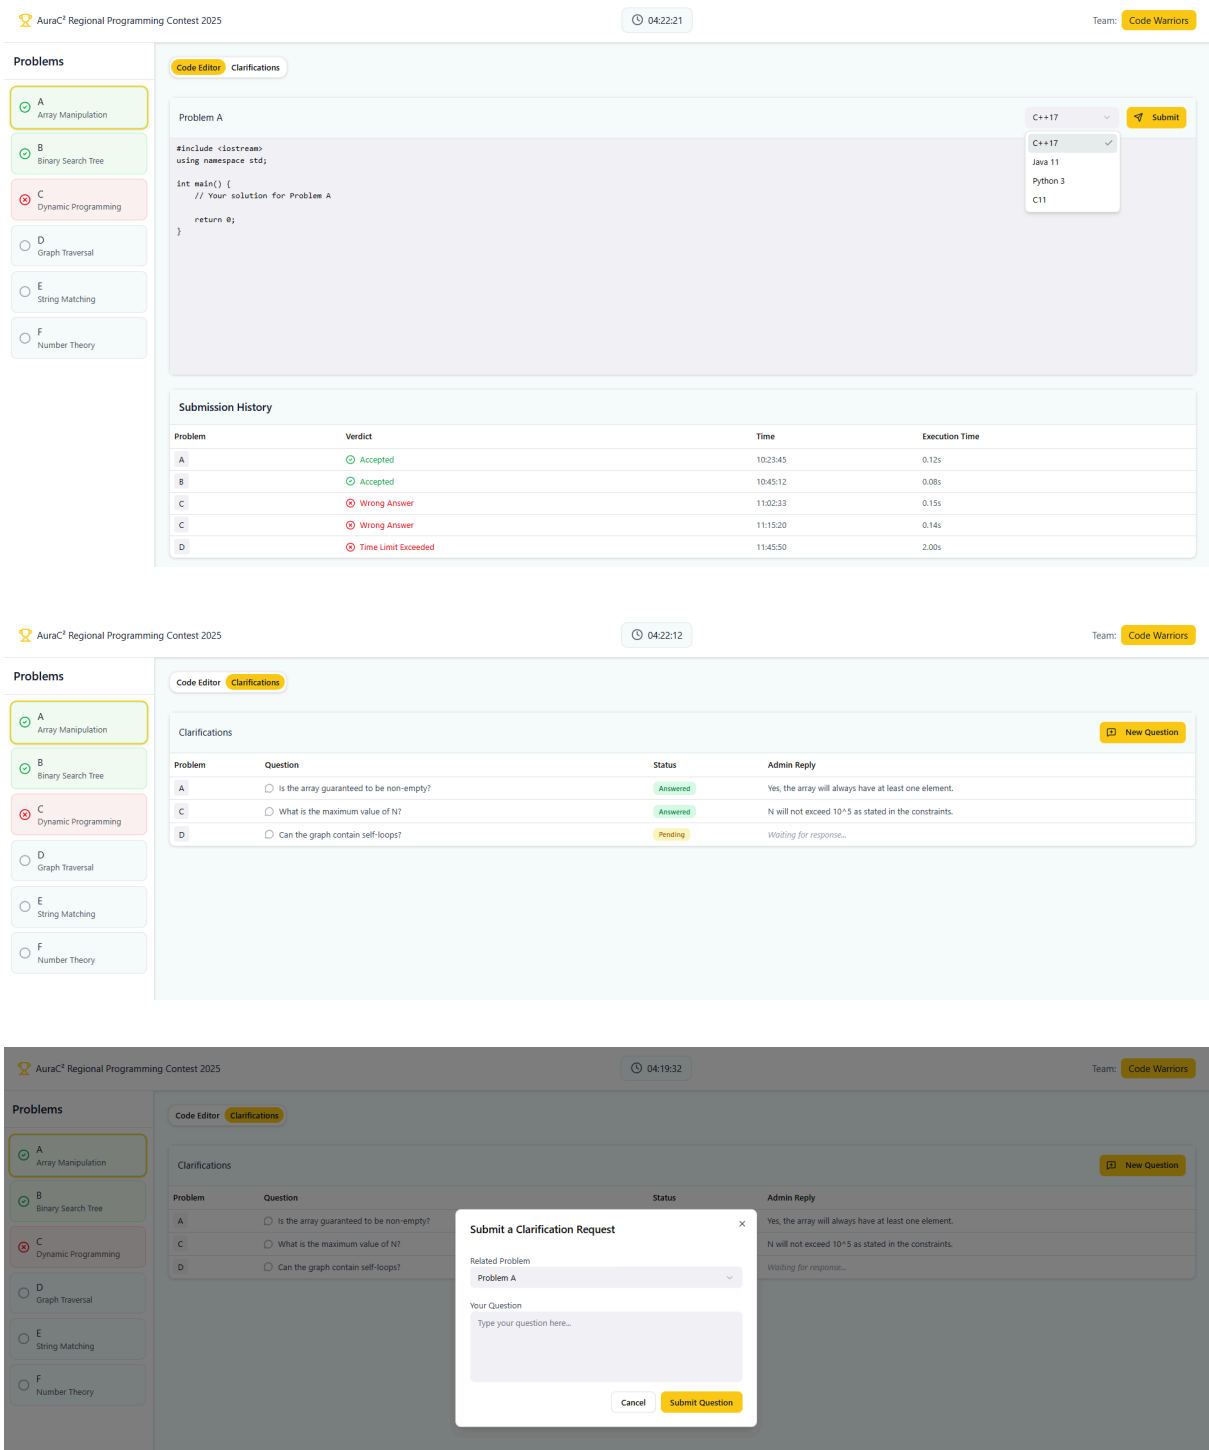 AuraC² Regional Programming Contest 2025
04:22:21
Team: Code Warriors
Problems
A
Array Manipulation
B
Binary Search Tree
C
Dynamic Programming
D
Graph Traversal
E
String Matching
F
Number Theory
Code Editor Clarifications
Problem A
C++17
Submit
C++17
Java 11
Python 3
C11
#include <iostream>
using namespace std;
int main() {
// Your solution for Problem A
return 0;
}
Submission History
Problem Verdict Time Execution Time
A Accepted 10:23:45 0.12s
B Accepted 10:45:12 0.08s
C Wrong Answer 11:02:33 0.15s
C Wrong Answer 11:15:20 0.14s
D Time Limit Exceeded 11:45:50 2.00s
AuraC² Regional Programming Contest 2025
04:22:12
Team: Code Warriors
Problems
A
Array Manipulation
B
Binary Search Tree
C
Dynamic Programming
D
Graph Traversal
E
String Matching
F
Number Theory
Code Editor Clarifications
Clarifications
New Question
Problem Question Status Admin Reply
A Is the array guaranteed to be non-empty? Answered Yes, the array will always have at least one element.
C What is the maximum value of N? Answered N will not exceed 10^5 as stated in the constraints.
D Can the graph contain self-loops? Pending Waiting for response...
AuraC² Regional Programming Contest 2025
04:19:32
Team: Code Warriors
Problems
A
Array Manipulation
B
Binary Search Tree
C
Dynamic Programming
D
Graph Traversal
E
String Matching
F
Number Theory
Code Editor Clarifications
Clarifications
New Question
Problem Question Status Admin Reply
A Is the array guaranteed to be non-empty? Yes, the array will always have at least one element.
C What is the maximum value of N? N will not exceed 10^5 as stated in the constraints.
D Can the graph contain self-loops? Waiting for response...
Submit a Clarification Request
Related Problem
Problem A
Your Question
Type your question here...
Cancel
Submit Question